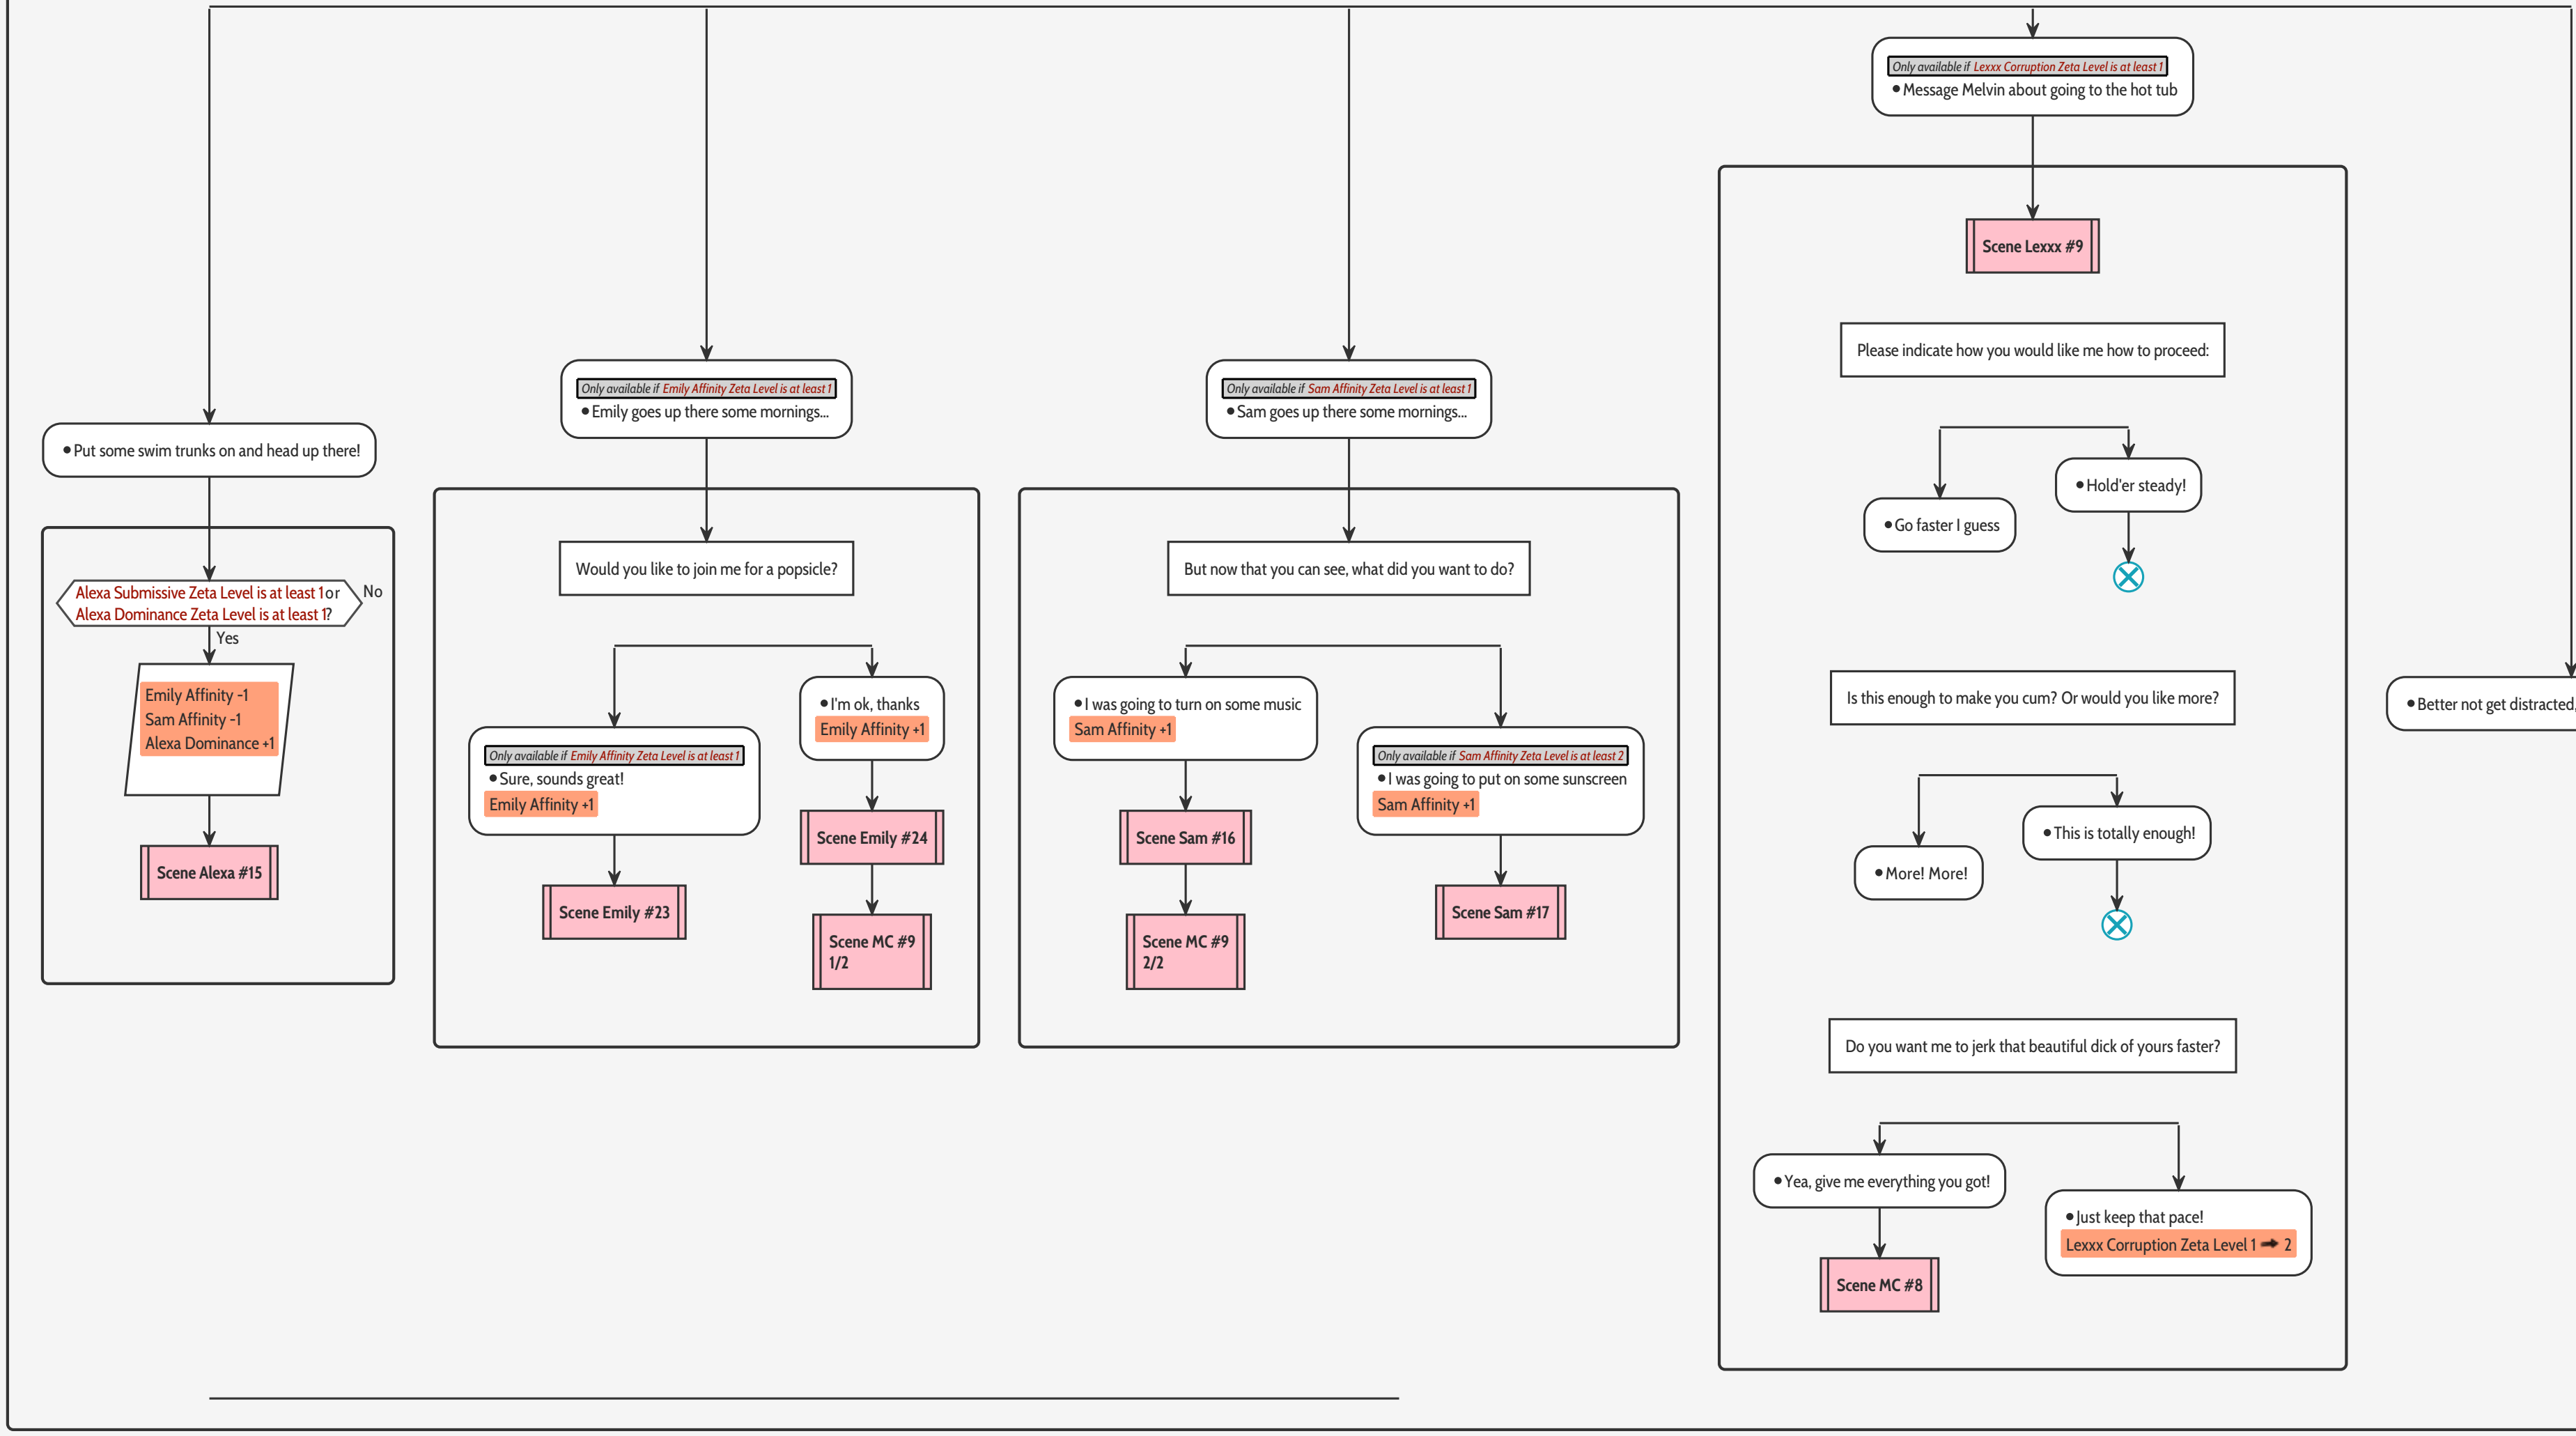 Only available if Lexxx Corruption Zeta Level is at least 1
• Message Melvin about going to the hot tub
Scene Lexxx #9
Please indicate how you would like me how to proceed:
• Hold'er steady!
• Go faster I guess
Is this enough to make you cum? Or would you like more?
• This is totally enough!
• More! More!
Do you want me to jerk that beautiful dick of yours faster?
• Yea, give me everything you got!
Scene MC #8
• Just keep that pace!
Lexxx Corruption Zeta Level 1 ➡ 2
• Put some swim trunks on and head up there!
Alexa Submissive Zeta Level is at least 1 or
Alexa Dominance Zeta Level is at least 1?
No
Yes
Emily Affinity -1
Sam Affinity -1
Alexa Dominance +1
Scene Alexa #15
Only available if Emily Affinity Zeta Level is at least 1
• Emily goes up there some mornings...
Would you like to join me for a popsicle?
Only available if Emily Affinity Zeta Level is at least 1
• Sure, sounds great!
Emily Affinity +1
Scene Emily #23
• I'm ok, thanks
Emily Affinity +1
Scene Emily #24
Scene MC #9
1/2
Only available if Sam Affinity Zeta Level is at least 1
• Sam goes up there some mornings...
But now that you can see, what did you want to do?
• I was going to turn on some music
Sam Affinity +1
Scene Sam #16
Scene MC #9
2/2
Only available if Sam Affinity Zeta Level is at least 2
• I was going to put on some sunscreen
Sam Affinity +1
Scene Sam #17
• Better not get distracted,